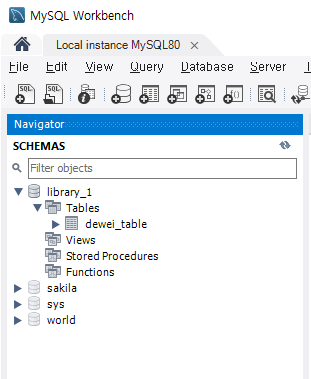 MySQL Workbench
Local instance MySQL80 ×
File Edit View Query Database Server
Navigator
SCHEMAS
Filter objects
library_1
Tables
dewei_table
Views
Stored Procedures
Functions
sakila
sys
world